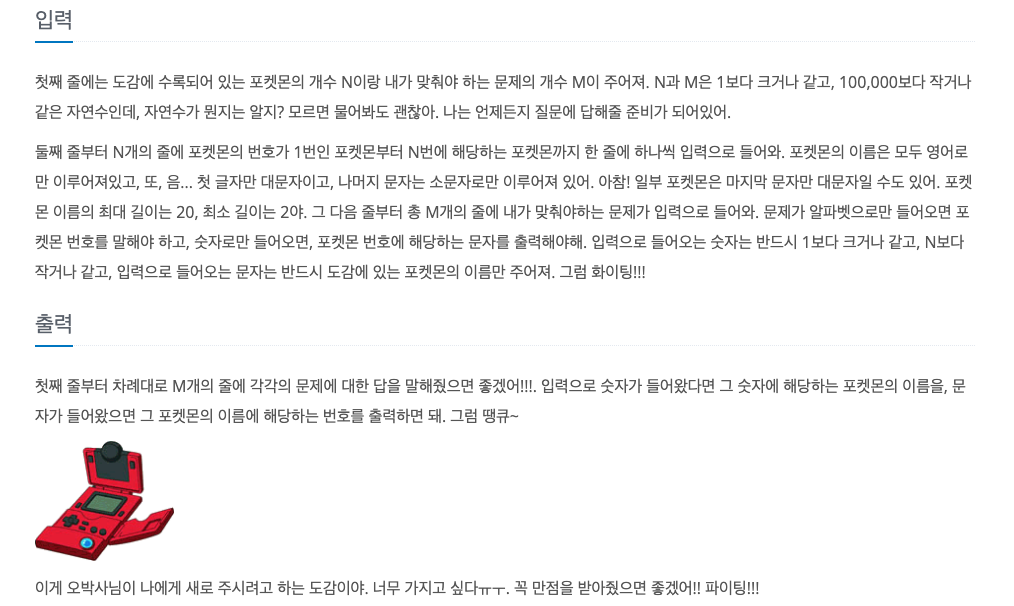 입력
첫째 줄에는 도감에 수록되어 있는 포켓몬의 개수 N이랑 내가 맞춰야 하는 문제의 개수 M이 주어져. N과 M은 1보다 크거나 같고, 100,000보다 작거나
같은 자연수인데, 자연수가 뭔지는 알지? 모르면 물어봐도 괜찮아. 나는 언제든지 질문에 답해줄 준비가 되어있어.
둘째 줄부터 N개의 줄에 포켓몬의 번호가 1번인 포켓몬부터 N번에 해당하는 포켓몬까지 한 줄에 하나씩 입력으로 들어와. 포켓몬의 이름은 모두 영어로
만 이루어져있고, 또, 음... 첫 글자만 대문자이고, 나머지 문자는 소문자로만 이루어져 있어. 아참! 일부 포켓몬은 마지막 문자만 대문자일 수도 있어. 포켓
몬 이름의 최대 길이는 20, 최소 길이는 2야. 그 다음 줄부터 총 M개의 줄에 내가 맞춰야하는 문제가 입력으로 들어와. 문제가 알파벳으로만 들어오면 포
켓몬 번호를 말해야 하고, 숫자로만 들어오면, 포켓몬 번호에 해당하는 문자를 출력해야해. 입력으로 들어오는 숫자는 반드시 1보다 크거나 같고, N보다
작거나 같고, 입력으로 들어오는 문자는 반드시 도감에 있는 포켓몬의 이름만 주어져. 그럼 화이팅!!!
출력
첫째 줄부터 차례대로 M개의 줄에 각각의 문제에 대한 답을 말해줬으면 좋겠어!!!. 입력으로 숫자가 들어왔다면 그 숫자에 해당하는 포켓몬의 이름을, 문
자가 들어왔으면 그 포켓몬의 이름에 해당하는 번호를 출력하면 돼. 그럼 땡큐~
이게 오박사님이 나에게 새로 주시려고 하는 도감이야. 너무 가지고 싶다ㅠㅜ. 꼭 만점을 받아줬으면 좋겠어!! 파이팅!!!